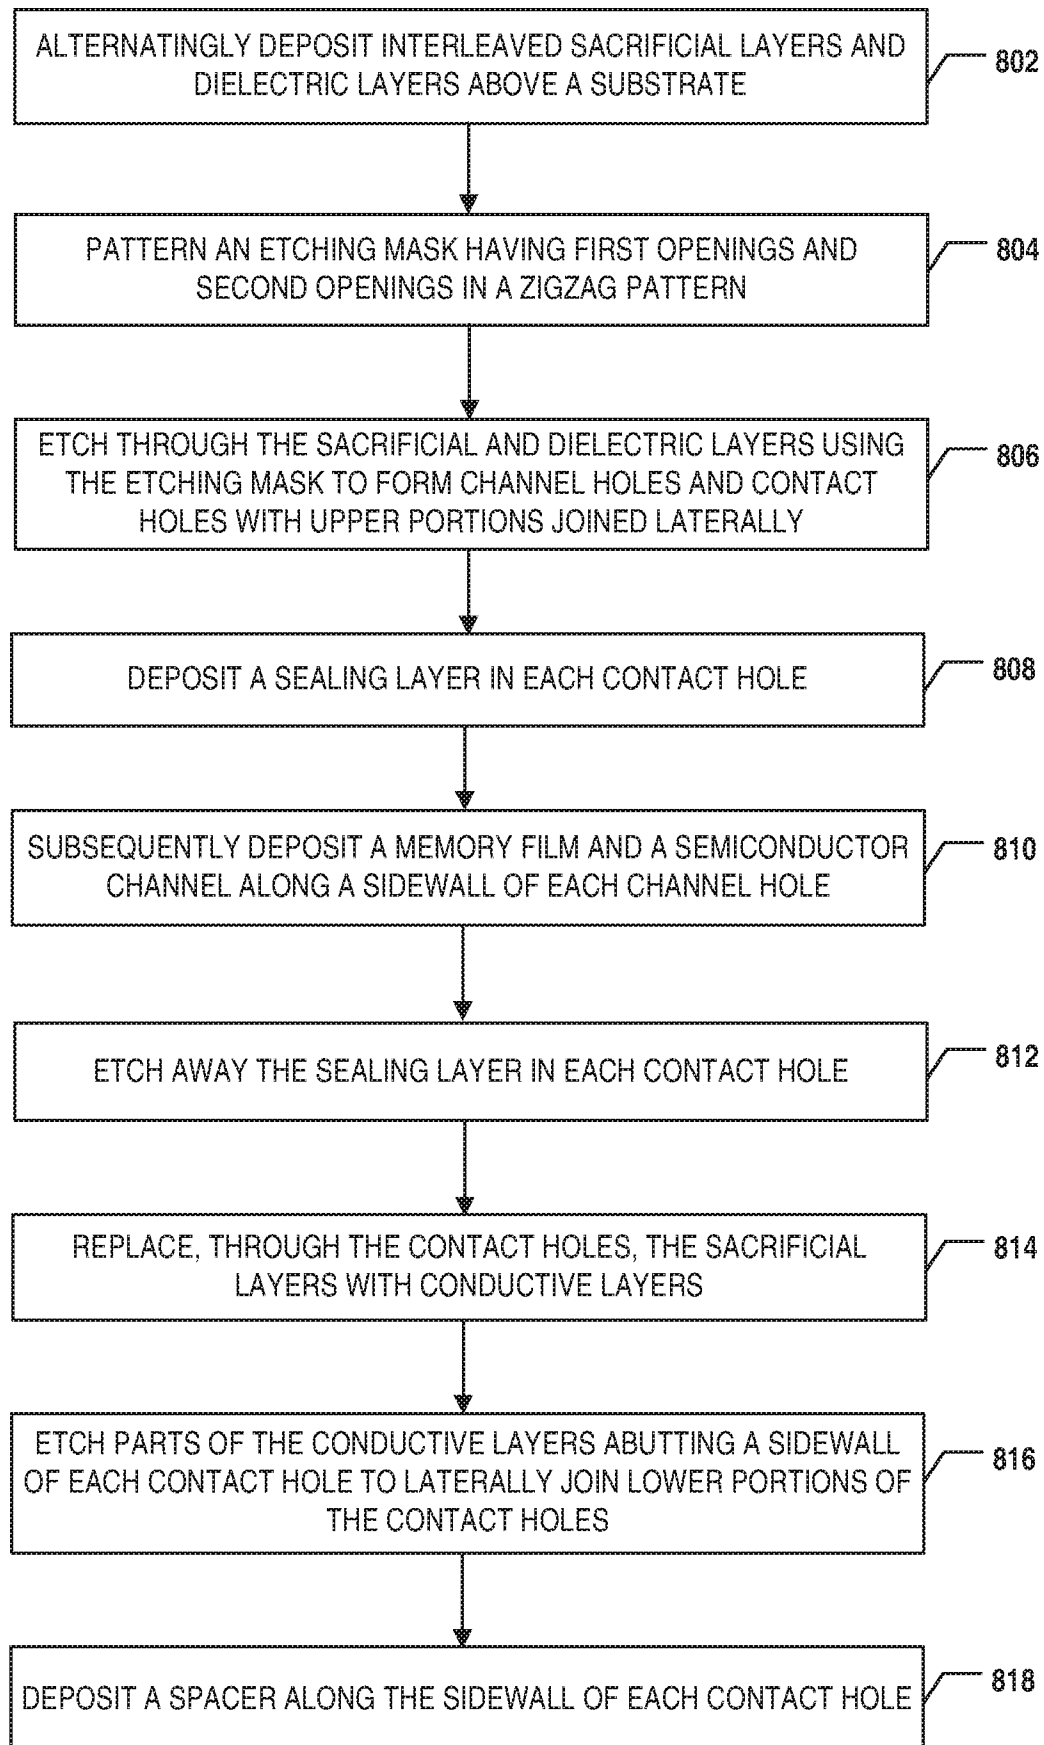 ALTERNATINGLY DEPOSIT INTERLEAVED SACRIFICIAL LAYERS AND
DIELECTRIC LAYERS ABOVE A SUBSTRATE
802
PATTERN AN ETCHING MASK HAVING FIRST OPENINGS AND
SECOND OPENINGS IN A ZIGZAG PATTERN
804
ETCH THROUGH THE SACRIFICIAL AND DIELECTRIC LAYERS USING
THE ETCHING MASK TO FORM CHANNEL HOLES AND CONTACT
HOLES WITH UPPER PORTIONS JOINED LATERALLY
806
DEPOSIT A SEALING LAYER IN EACH CONTACT HOLE
808
SUBSEQUENTLY DEPOSIT A MEMORY FILM AND A SEMICONDUCTOR
CHANNEL ALONG A SIDEWALL OF EACH CHANNEL HOLE
810
ETCH AWAY THE SEALING LAYER IN EACH CONTACT HOLE
812
REPLACE, THROUGH THE CONTACT HOLES, THE SACRIFICIAL
LAYERS WITH CONDUCTIVE LAYERS
814
ETCH PARTS OF THE CONDUCTIVE LAYERS ABUTTING A SIDEWALL
OF EACH CONTACT HOLE TO LATERALLY JOIN LOWER PORTIONS OF
THE CONTACT HOLES
816
DEPOSIT A SPACER ALONG THE SIDEWALL OF EACH CONTACT HOLE
818